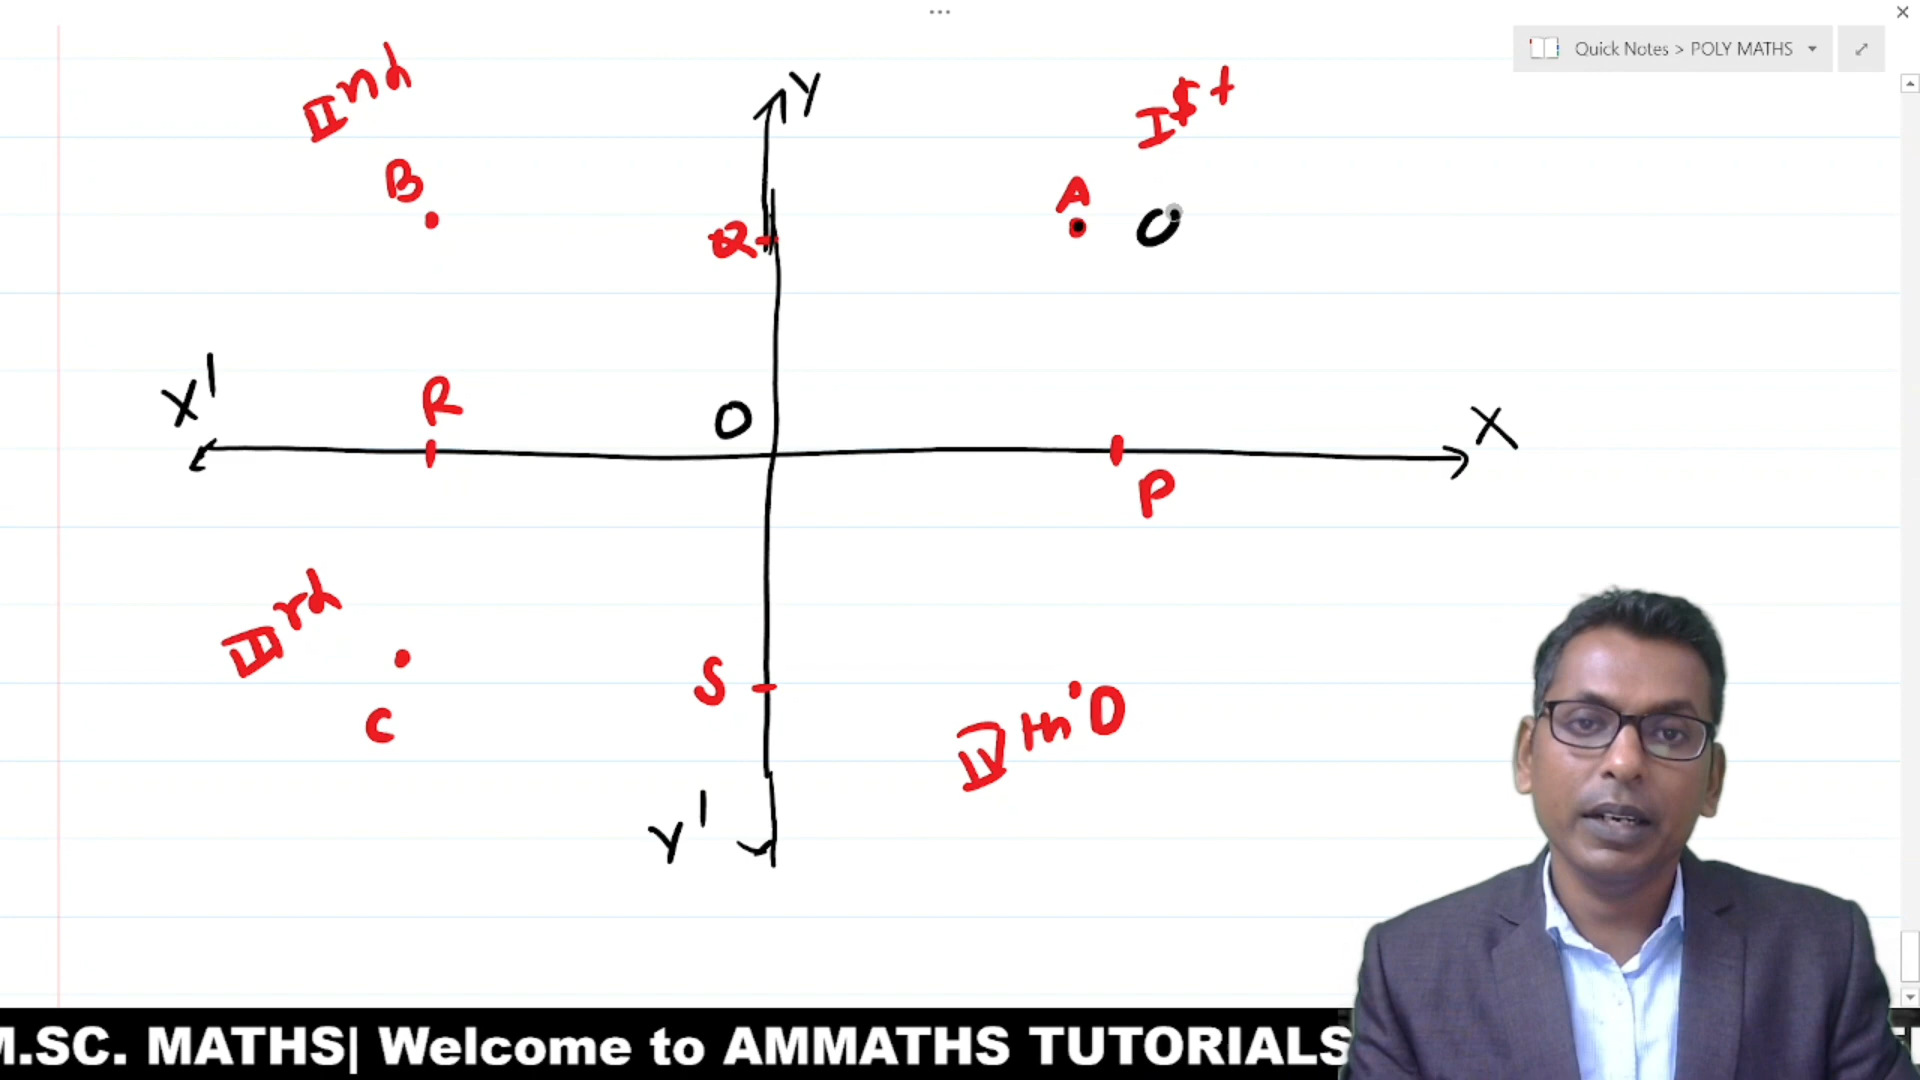 Quick Notes > POLY MATHS
IInd
Y
Ist
B
A
Q
O
X'
R
O
X
P
IIIrd
C
S
IVth
D
Y'
M.SC. MATHS| Welcome to AMMATHS TUTORIALS